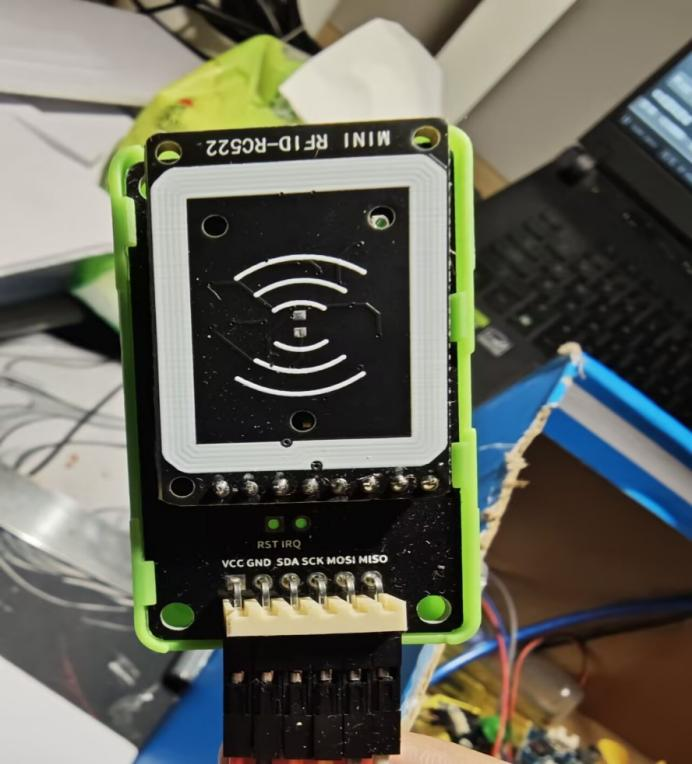 MINI RFID-RC522
RST IRQ
VCC GND SDA SCK MOSI MISO